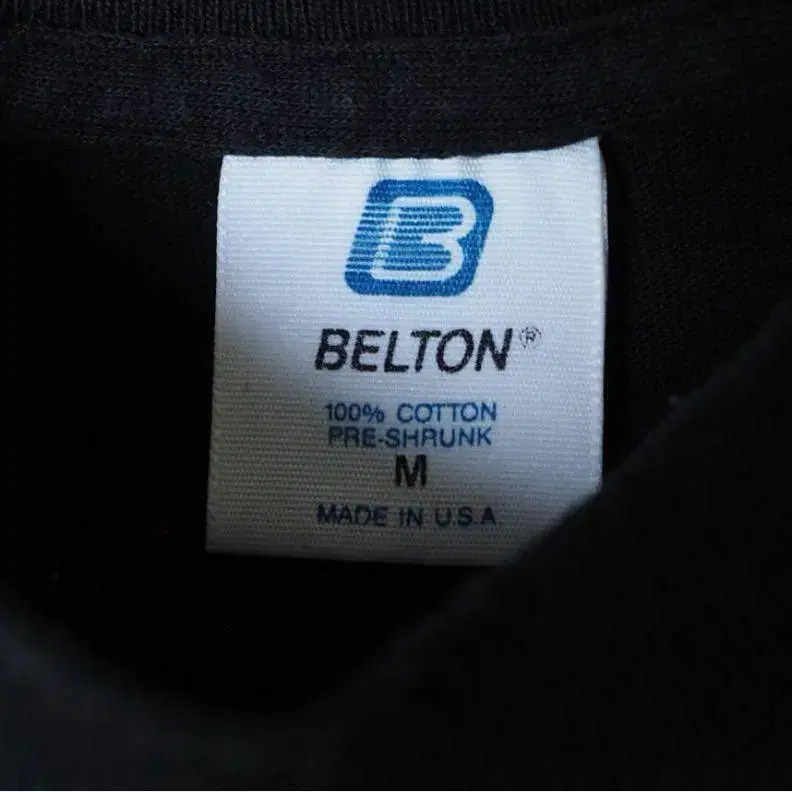 B
BELTON®
100% COTTON
PRE-SHRUNK
M
MADE IN U.S.A